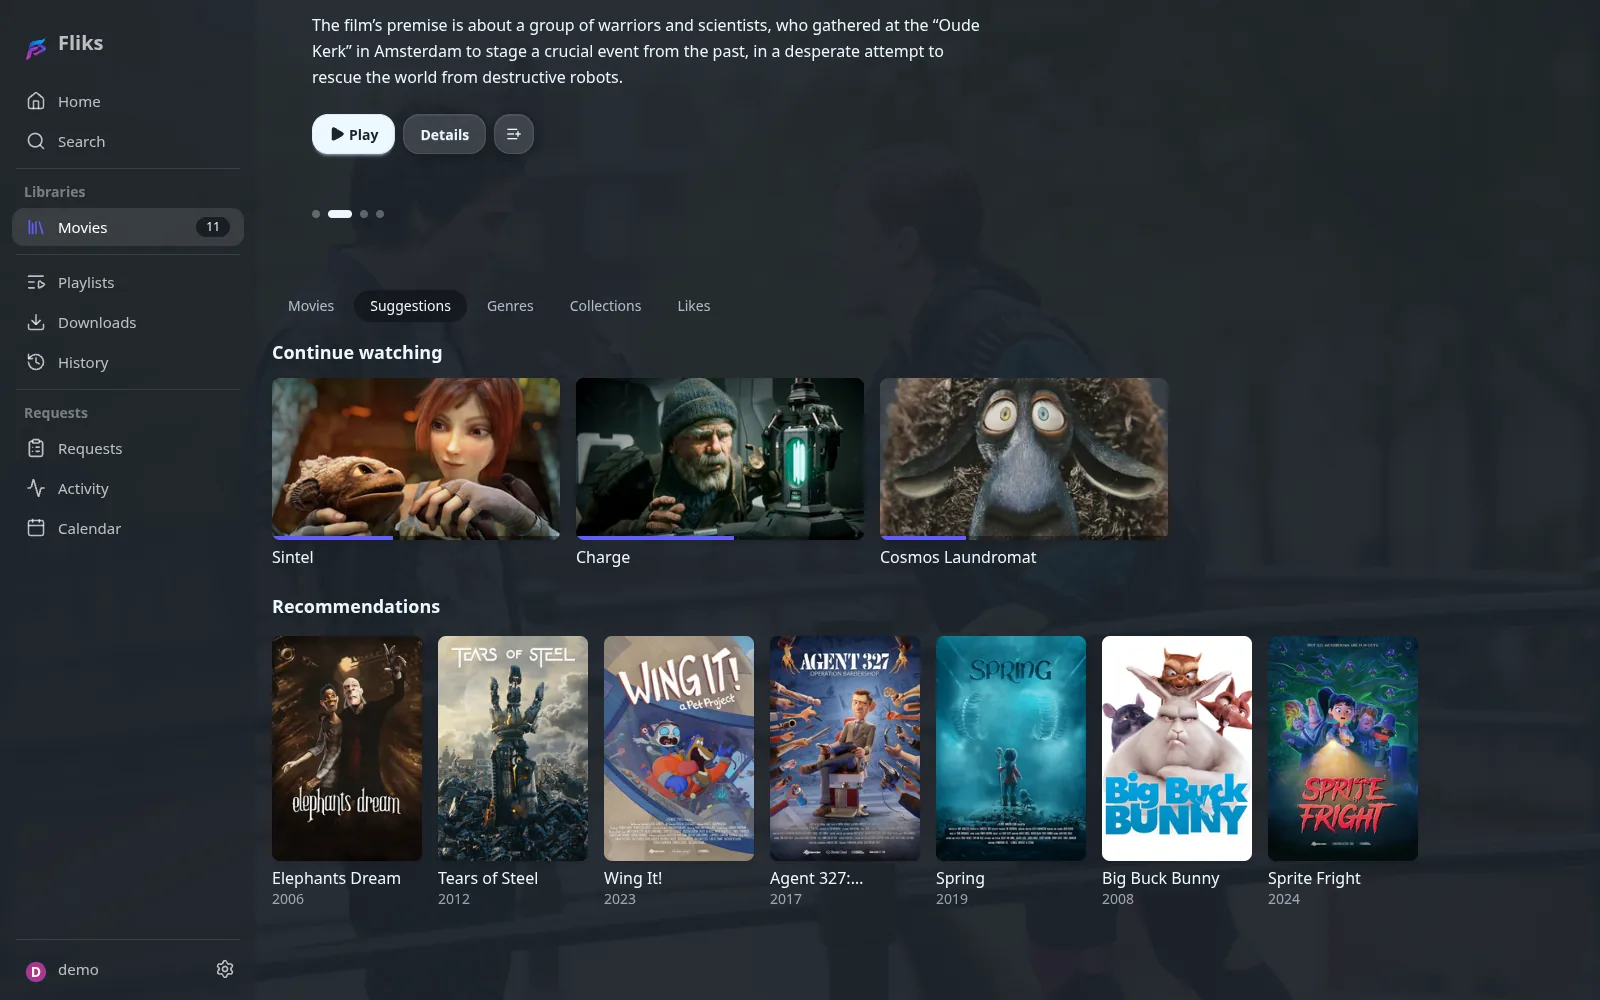 Fliks
Home
Search
Libraries
Movies 11
Playlists
Downloads
History
Requests
Requests
Activity
Calendar
D demo
The film’s premise is about a group of warriors and scientists, who gathered at the “Oude
Kerk” in Amsterdam to stage a crucial event from the past, in a desperate attempt to
rescue the world from destructive robots.
Play Details
Movies Suggestions Genres Collections Likes
Continue watching
Sintel
Charge
Cosmos Laundromat
Recommendations
elephants dream
Elephants Dream
2006
TEARS OF STEEL
Tears of Steel
2012
WING IT!
a Pet Project
Wing It!
2023
AGENT 327
OPERATION BARBERSHOP
Agent 327:...
2017
SPRING
Spring
2019
Big Buck
BUNNY
Big Buck Bunny
2008
SPRITE
FRIGHT
Sprite Fright
2024